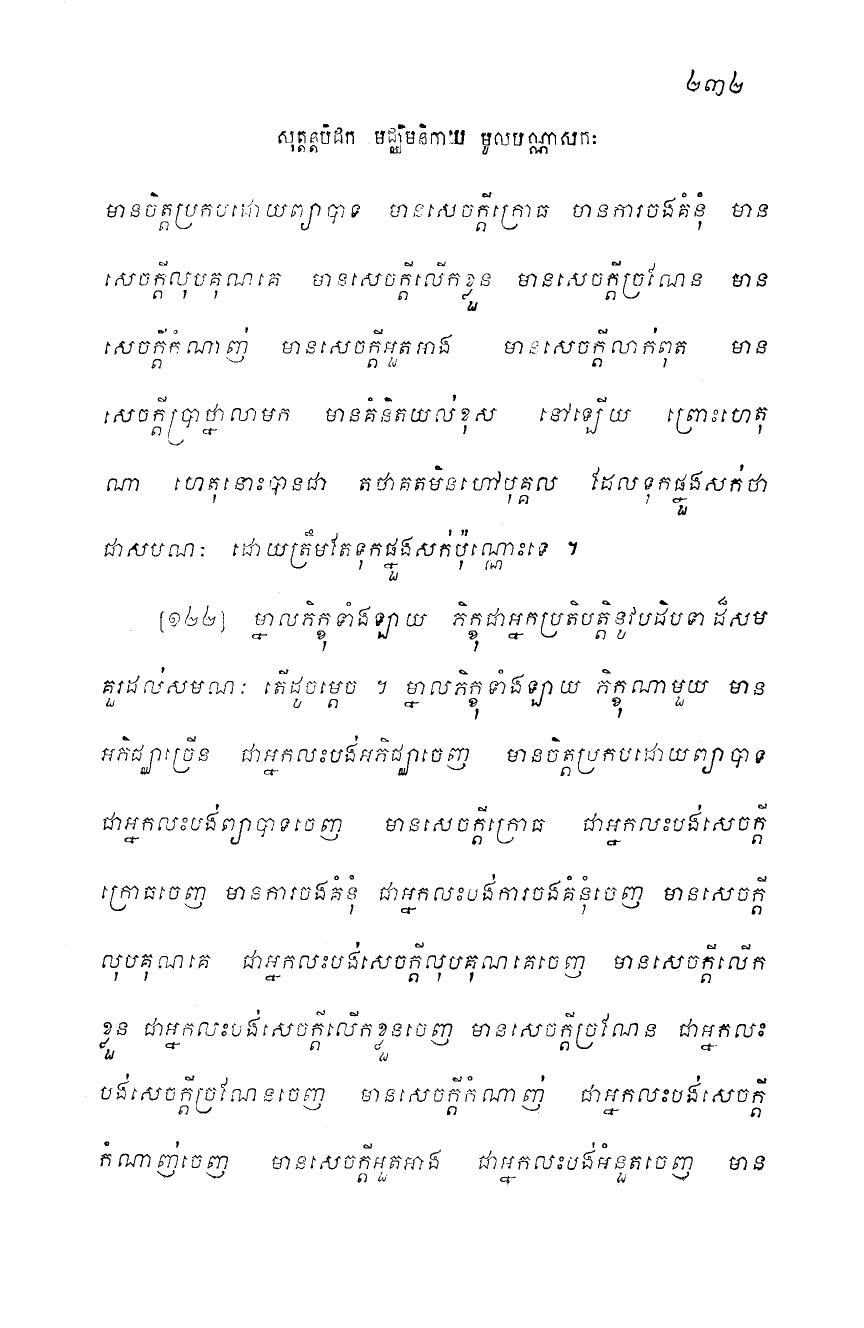 ២៣២
សុត្តន្តបិដក មជ្ឈិមនិកាយ មូលបណ្ណាសកៈ
មានចិត្តប្រកបដោយព្យាបាទ មានសេចក្តីក្រោធ មានការចងគំនុំ មាន
សេចក្តីលុបគុណគេ មានសេចក្តីលើកខ្លួន មានសេចក្តីច្រណែន មាន
សេចក្តីកំណាញ់ មានសេចក្តីអួតអាង មានសេចក្តីលាក់ពុត មាន
សេចក្តីប្រាថ្នាលាមក មានគំនិតយល់ខុស នៅឡើយ ព្រោះហេតុ
ណា ហេតុនោះបានជា តថាគតមិនហៅបុគ្គល ដែលទុកផ្នួងសក់ថា
ជាសមណៈ ដោយត្រឹមតែទុកផ្នួងសក់ប៉ុណ្ណោះទេ ។
[១៤៤] ម្នាលភិក្ខុទាំងឡាយ ភិក្ខុជាអ្នកប្រតិបត្តិនូវបដិបទាដ៏សម
គួរដល់សមណៈ តើដូចម្តេច ។ ម្នាលភិក្ខុទាំងឡាយ ភិក្ខុណាមួយ មាន
អភិជ្ឈាច្រើន ជាអ្នកលះបង់អភិជ្ឈាចេញ មានចិត្តប្រកបដោយព្យាបាទ
ជាអ្នកលះបង់ព្យាបាទចេញ មានសេចក្តីក្រោធ ជាអ្នកលះបង់សេចក្តី
ក្រោធចេញ មានការចងគំនុំ ជាអ្នកលះបង់ការចងគំនុំចេញ មានសេចក្តី
លុបគុណគេ ជាអ្នកលះបង់សេចក្តីលុបគុណគេចេញ មានសេចក្តីលើក
ខ្លួន ជាអ្នកលះបង់សេចក្តីលើកខ្លួនចេញ មានសេចក្តីច្រណែន ជាអ្នកលះ
បង់សេចក្តីច្រណែនចេញ មានសេចក្តីកំណាញ់ ជាអ្នកលះបង់សេចក្តី
កំណាញ់ចេញ មានសេចក្តីអួតអាង ជាអ្នកលះបង់អំនួតចេញ មាន